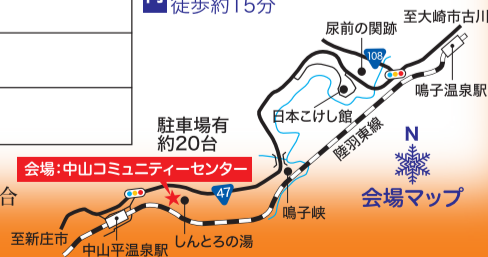 徒歩約15分
至大崎市古川
尿前の関跡
108
鳴子温泉駅
日本こけし館
駐車場有
約20台
陸羽東線
N
会場:中山コミュニティーセンター
会場マップ
合
47
鳴子峡
至新庄市
しんとろの湯
中山平温泉駅